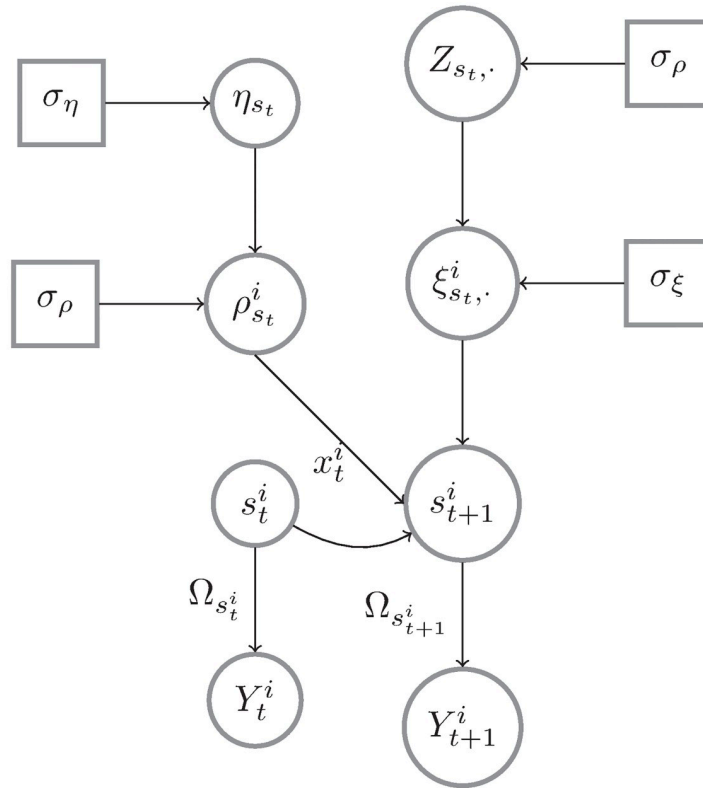 Z_{s_t,·}
σ_ρ
σ_η
η_{s_t}
ξ^i_{s_t,·}
σ_ξ
σ_ρ
ρ^i_{s_t}
x^i_t
s^i_t
s^i_{t+1}
Ω_{s^i_t}
Ω_{s^i_{t+1}}
Y^i_t
Y^i_{t+1}